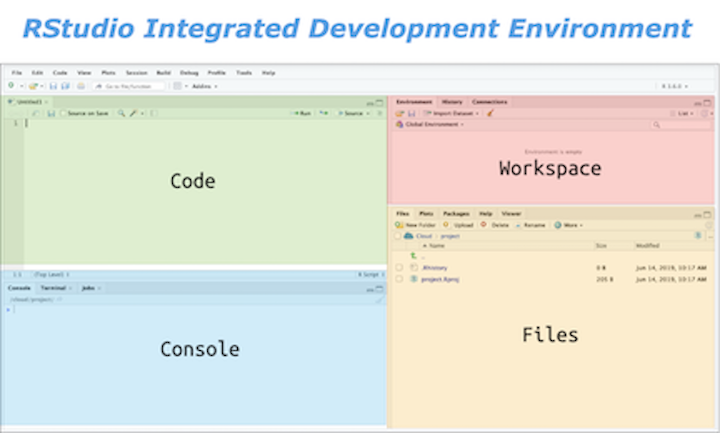 RStudio Integrated Development Environment
File Edit Code View Plots Session Build Debug Profile Tools Help
Go to file/function Addins R 3.6.0
Untitled1
Source on Save Run Source
1
Code
1:1 (Top Level) R Script
Console Terminal Jobs
/cloud/project/
>
Console
Environment History Connections
Import Dataset List
Global Environment
Environment is empty
Workspace
Files Plots Packages Help Viewer
New Folder Upload Delete Rename More
Cloud project
Name Size Modified
..
.Rhistory 0 B Jun 14, 2019, 10:17 AM
project.Rproj 205 B Jun 14, 2019, 10:17 AM
Files